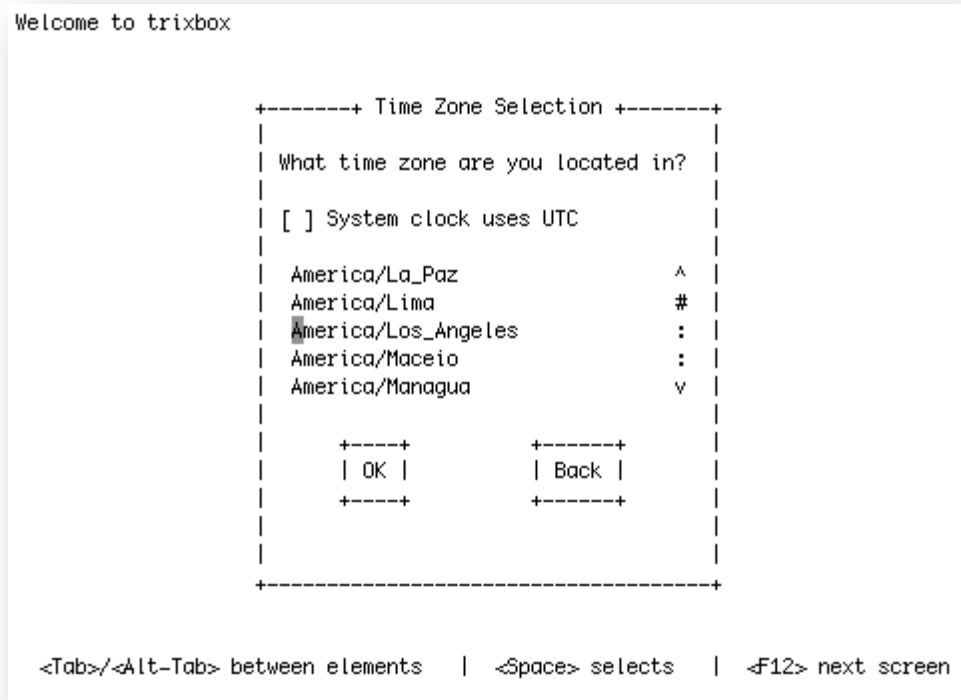 Welcome to trixbox
+-------+ Time Zone Selection +-------+
What time zone are you located in?
[ ] System clock uses UTC
America/La_Paz ^
America/Lima #
America/Los_Angeles :
America/Maceio :
America/Managua v
+----+ +------+
| OK | | Back |
+----+ +------+
+-------------------------------------+
<Tab>/<Alt-Tab> between elements | <Space> selects | <F12> next screen